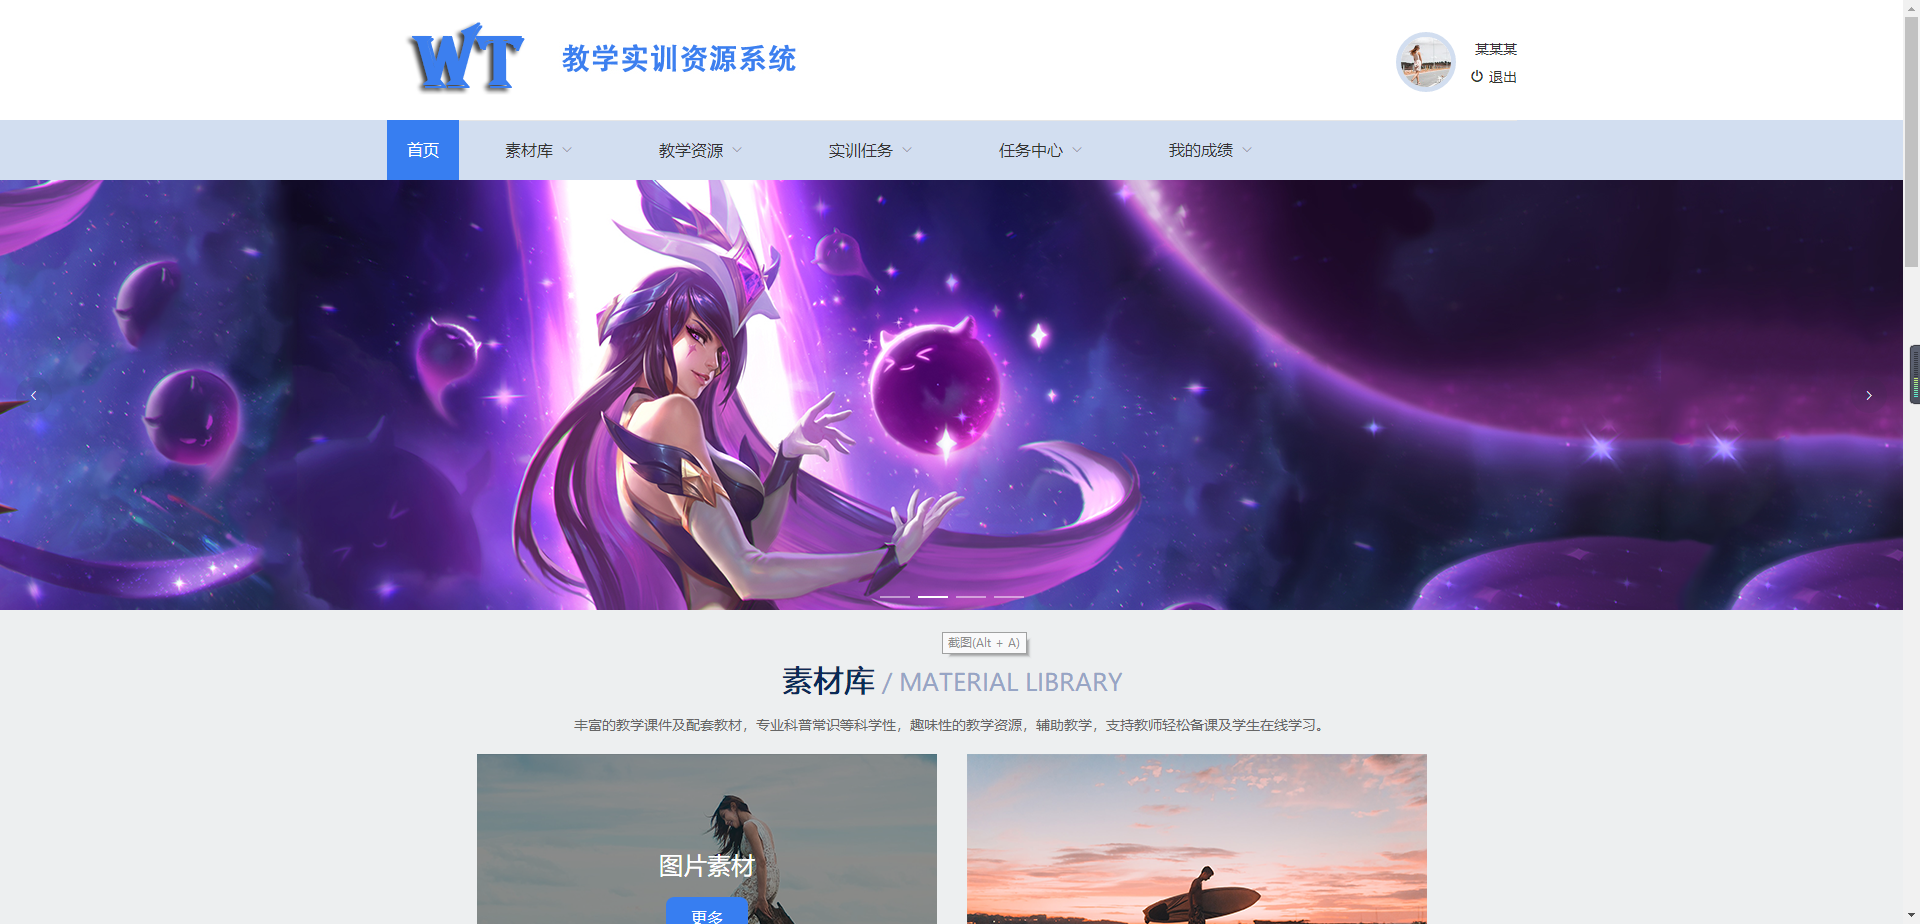 WT 教学实训资源系统
某某某
退出
首页 素材库 教学资源 实训任务 任务中心 我的成绩
截图(Alt + A)
素材库 / MATERIAL LIBRARY
丰富的教学课件及配套教材，专业科普常识等科学性，趣味性的教学资源，辅助教学，支持教师轻松备课及学生在线学习。
图片素材
更多